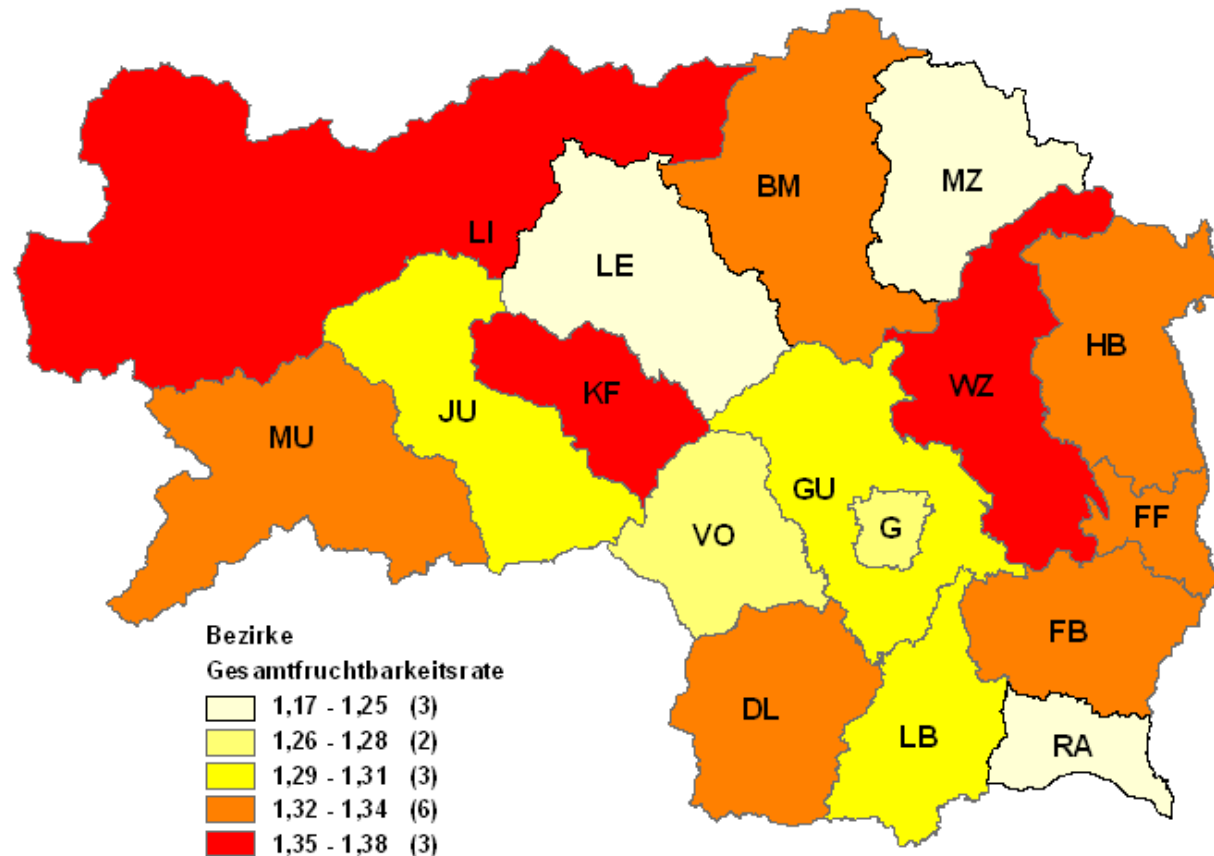 BM
MZ
LI
LE
HB
KF
WZ
JU
MU
GU
FF
G
VO
FB
DL
LB
RA
Bezirke
Gesamtfruchtbarkeitsrate
1,17 - 1,25 (3)
1,26 - 1,28 (2)
1,29 - 1,31 (3)
1,32 - 1,34 (6)
1,35 - 1,38 (3)